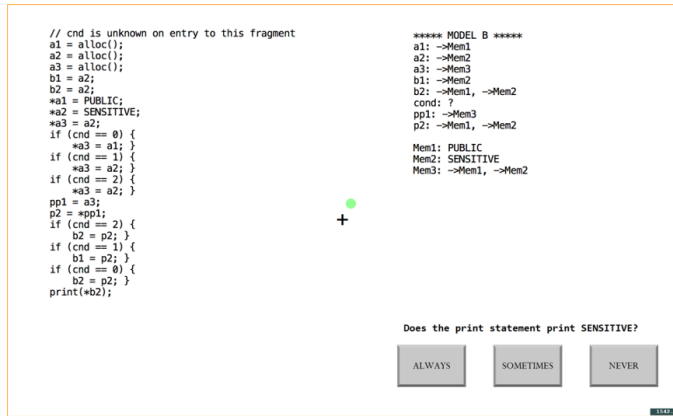 // cnd is unknown on entry to this fragment
a1 = alloc();
a2 = alloc();
a3 = alloc();
b1 = a2;
b2 = a2;
*a1 = PUBLIC;
*a2 = SENSITIVE;
*a3 = a2;
if (cnd == 0) {
    *a3 = a1; }
if (cnd == 1) {
    *a3 = a2; }
if (cnd == 2) {
    *a3 = a2; }
pp1 = a3;
p2 = *pp1;
if (cnd == 2) {
    b2 = p2; }
if (cnd == 1) {
    b1 = p2; }
if (cnd == 0) {
    b2 = p2; }
print(*b2);
***** MODEL B *****
a1: ->Mem1
a2: ->Mem2
a3: ->Mem3
b1: ->Mem2
b2: ->Mem1, ->Mem2
cond: ?
pp1: ->Mem3
p2: ->Mem1, ->Mem2
Mem1: PUBLIC
Mem2: SENSITIVE
Mem3: ->Mem1, ->Mem2
+
Does the print statement print SENSITIVE?
ALWAYS SOMETIMES NEVER